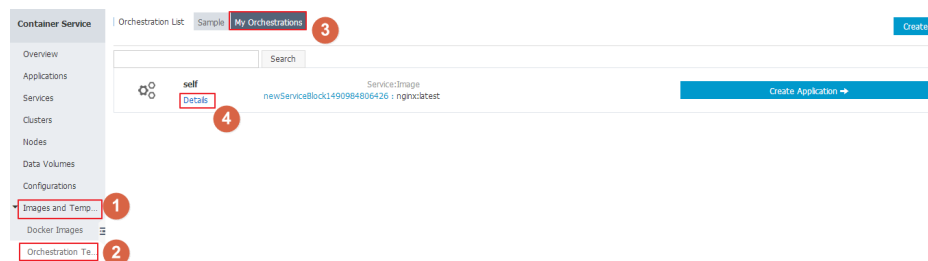 Container Service
Orchestration List
Sample
My Orchestrations
3
Create
Overview
Applications
Services
Clusters
Nodes
Data Volumes
Configurations
Images and Temp...
1
Docker Images
Orchestration Te...
2
Search
self
Details
4
Service:Image
newServiceBlock1490984806426 : nginx:latest
Create Application →